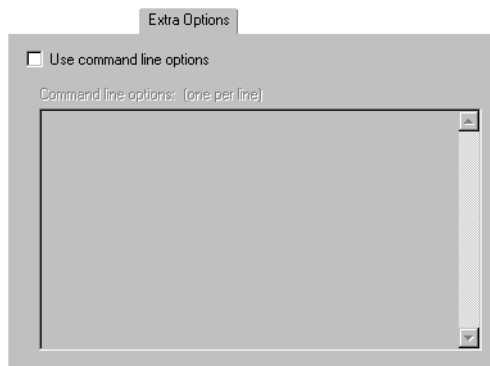 Extra Options
Use command line options
Command line options: (one per line)